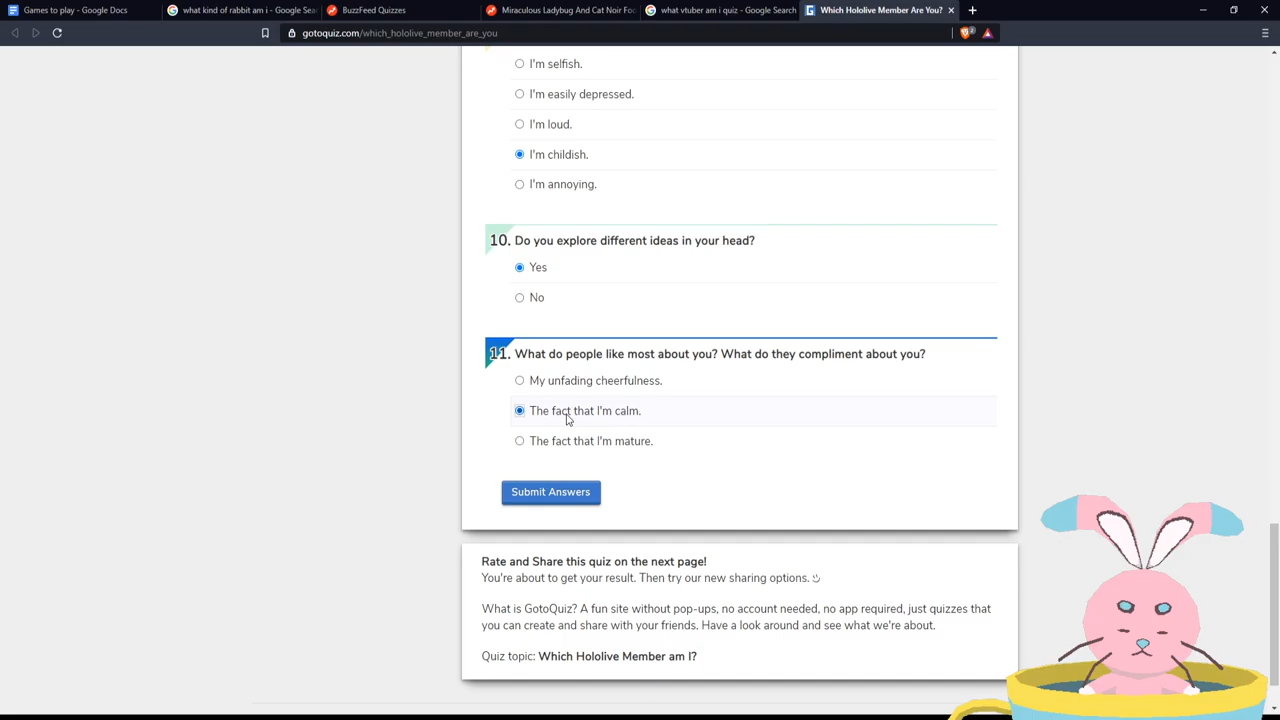 Games to play - Google Docs
what kind of rabbit am i - Google Sea
BuzzFeed Quizzes
Miraculous Ladybug And Cat Noir Foo
what vtuber am i quiz - Google Search
Which Hololive Member Are You?
gotoquiz.com/which_hololive_member_are_you
I'm selfish.
I'm easily depressed.
I'm loud.
I'm childish.
I'm annoying.
10. Do you explore different ideas in your head?
Yes
No
11. What do people like most about you? What do they compliment about you?
My unfading cheerfulness.
The fact that I'm calm.
The fact that I'm mature.
Submit Answers
Rate and Share this quiz on the next page!
You're about to get your result. Then try our new sharing options.
What is GotoQuiz? A fun site without pop-ups, no account needed, no app required, just quizzes that
you can create and share with your friends. Have a look around and see what we're about.
Quiz topic: Which Hololive Member am I?